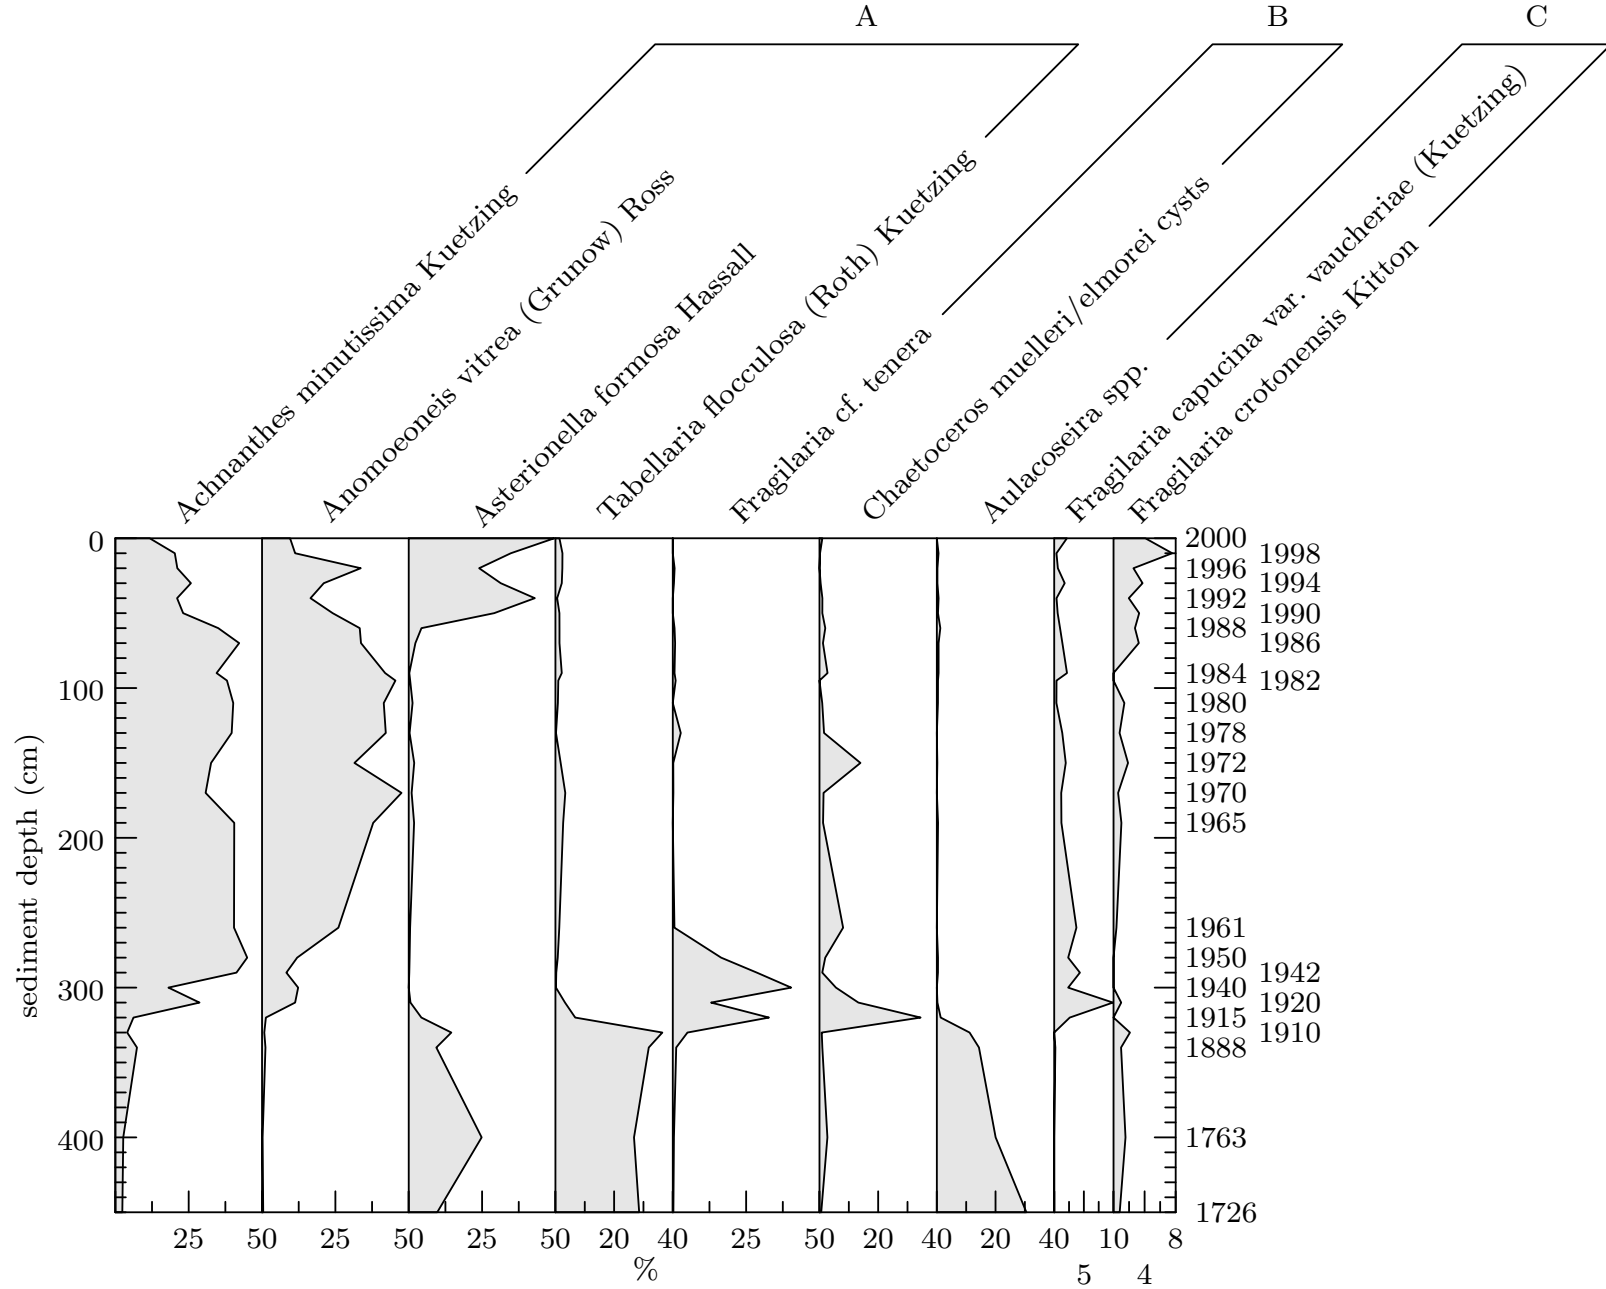 A
B
C
Achnanthes minutissima Kuetzing
Anomoeoneis vitrea (Grunow) Ross
Asterionella formosa Hassall
Tabellaria flocculosa (Roth) Kuetzing
Fragilaria cf. tenera
Chaetoceros muelleri/elmorei cysts
Aulacoseira spp.
Fragilaria capucina var. vaucheriae (Kuetzing)
Fragilaria crotonensis Kitton
sediment depth (cm)
0
100
200
300
400
2000
1998
1996
1994
1992
1990
1988
1986
1984
1982
1980
1978
1972
1970
1965
1961
1950
1942
1940
1920
1915
1910
1888
1763
1726
25 50 25 50 25 50 20 40 25 50 20 40 20 40 10 8
5 4
%